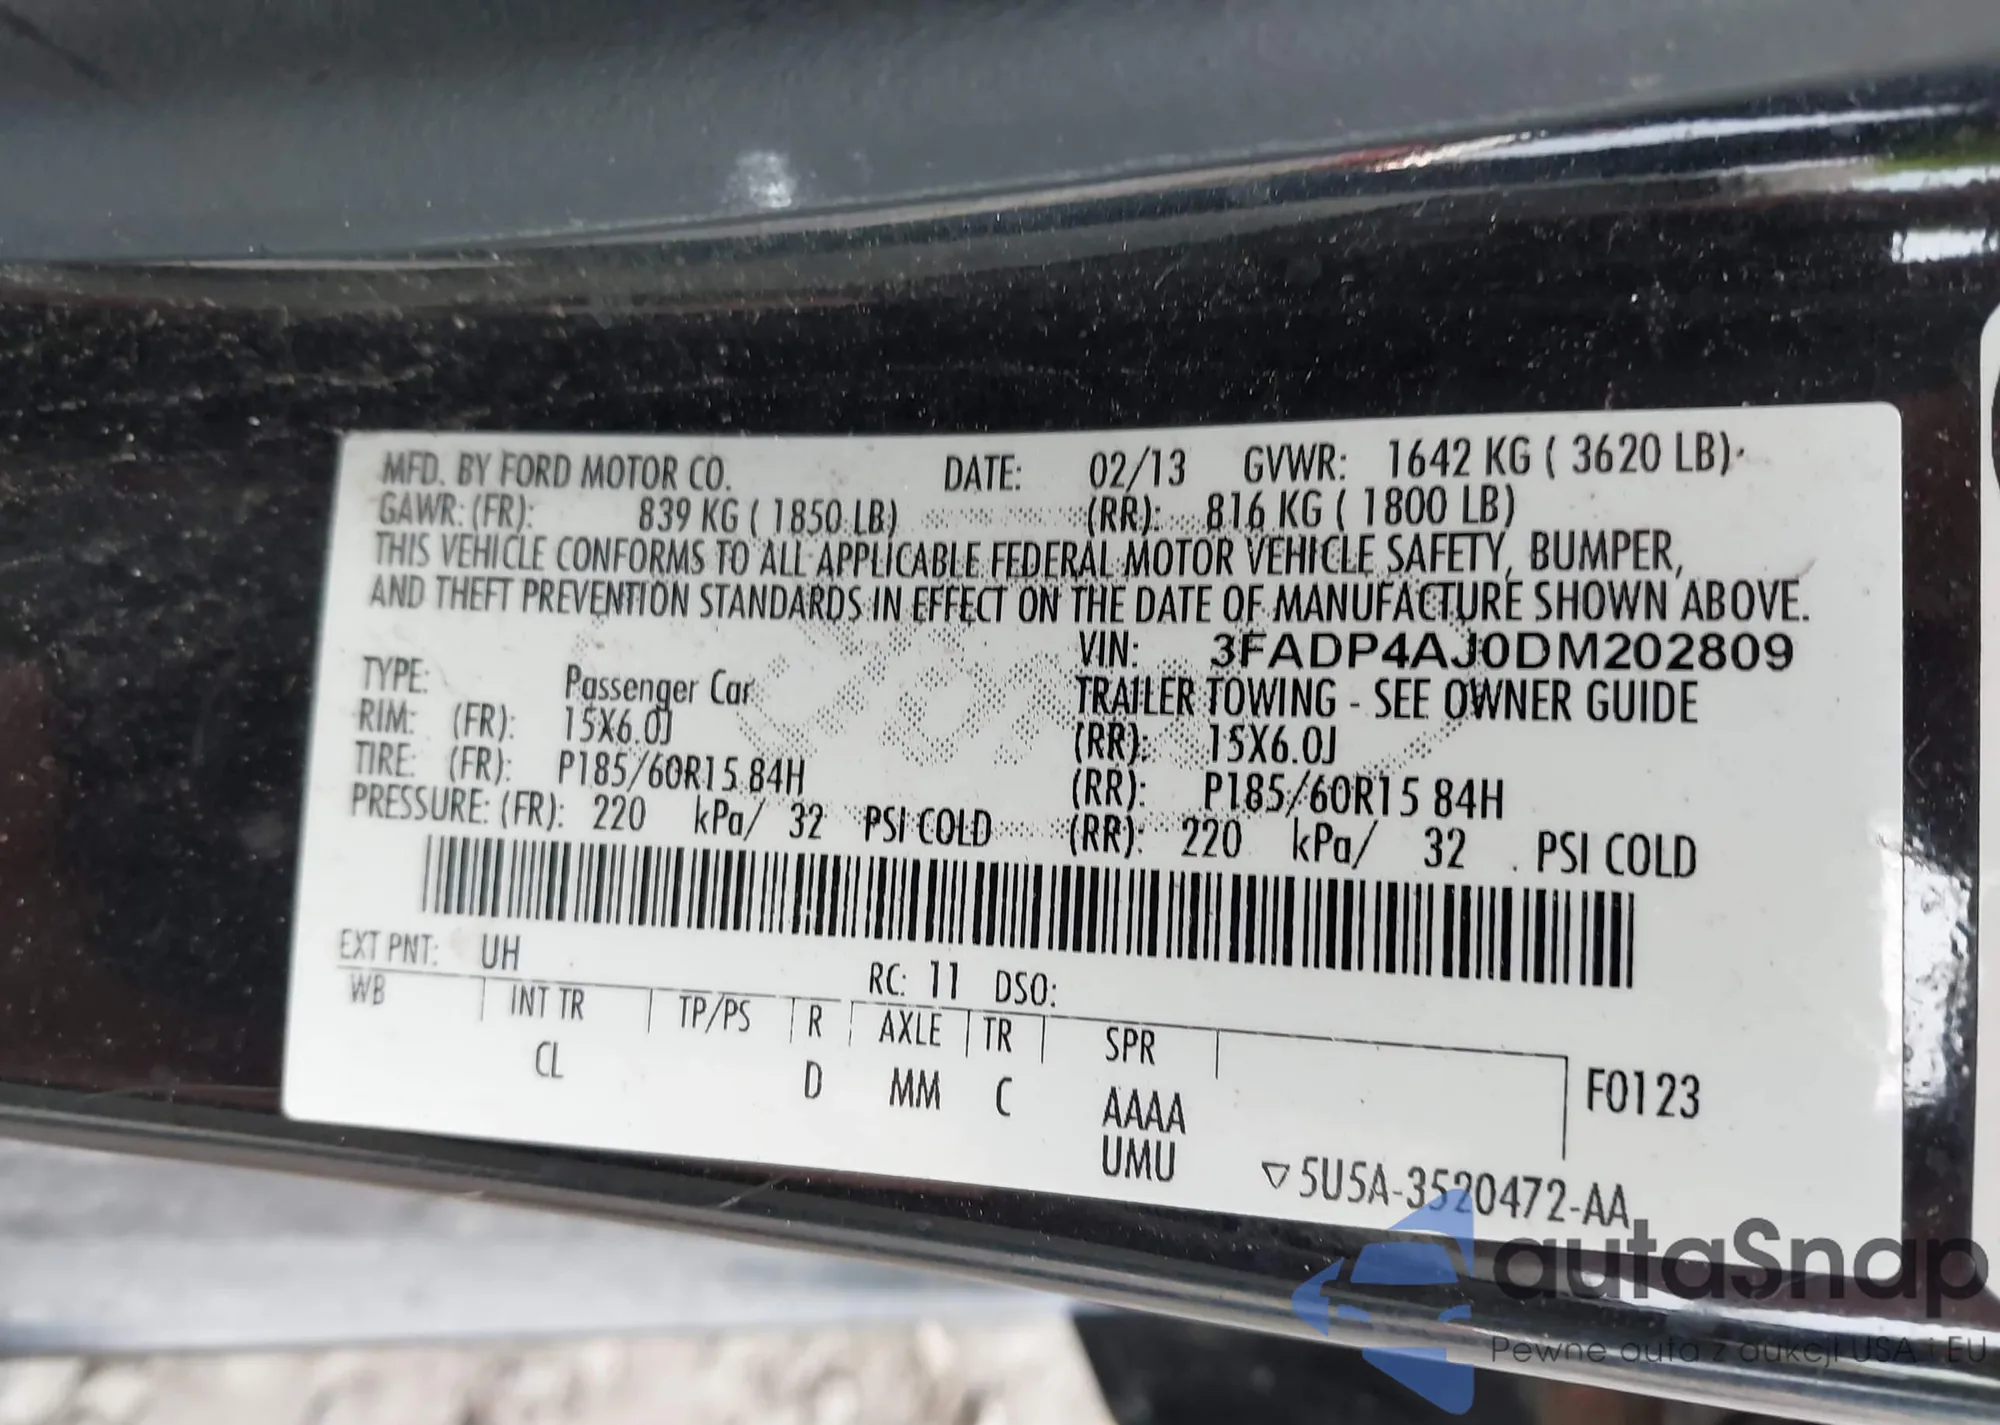 MFD. BY FORD MOTOR CO. DATE: 02/13 GVWR: 1642 KG ( 3620 LB)
GAWR: (FR): 839 KG ( 1850 LB) (RR): 816 KG ( 1800 LB)
THIS VEHICLE CONFORMS TO ALL APPLICABLE FEDERAL MOTOR VEHICLE SAFETY, BUMPER,
AND THEFT PREVENTION STANDARDS IN EFFECT ON THE DATE OF MANUFACTURE SHOWN ABOVE.
VIN: 3FADP4AJ0DM202809
TYPE: Passenger Car TRAILER TOWING - SEE OWNER GUIDE
RIM: (FR): 15X6.0J (RR): 15X6.0J
TIRE: (FR): P185/60R15 84H (RR): P185/60R15 84H
PRESSURE: (FR): 220 kPa/ 32 PSI COLD (RR): 220 kPa/ 32 PSI COLD
EXT PNT: UH RC: 11 DSO:
WB INT TR TP/PS R AXLE TR SPR
CL D MM C AAAA F0123
UMU
▽5U5A-3520472-AA
autaSnap
Pewne auta z aukcji USA i EU